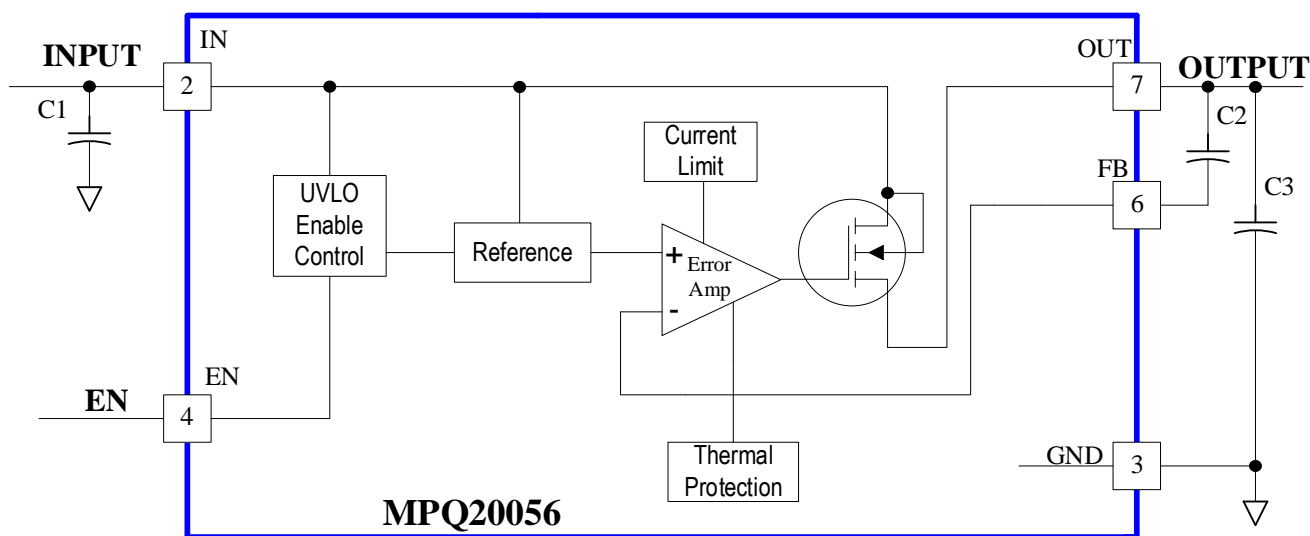 IN
INPUT
2
C1
OUT
OUTPUT
7
C2
Current
Limit
FB
6
C3
UVLO
Enable
Control
Reference
+
Error
Amp
-
EN
EN
4
Thermal
Protection
GND
3
MPQ20056